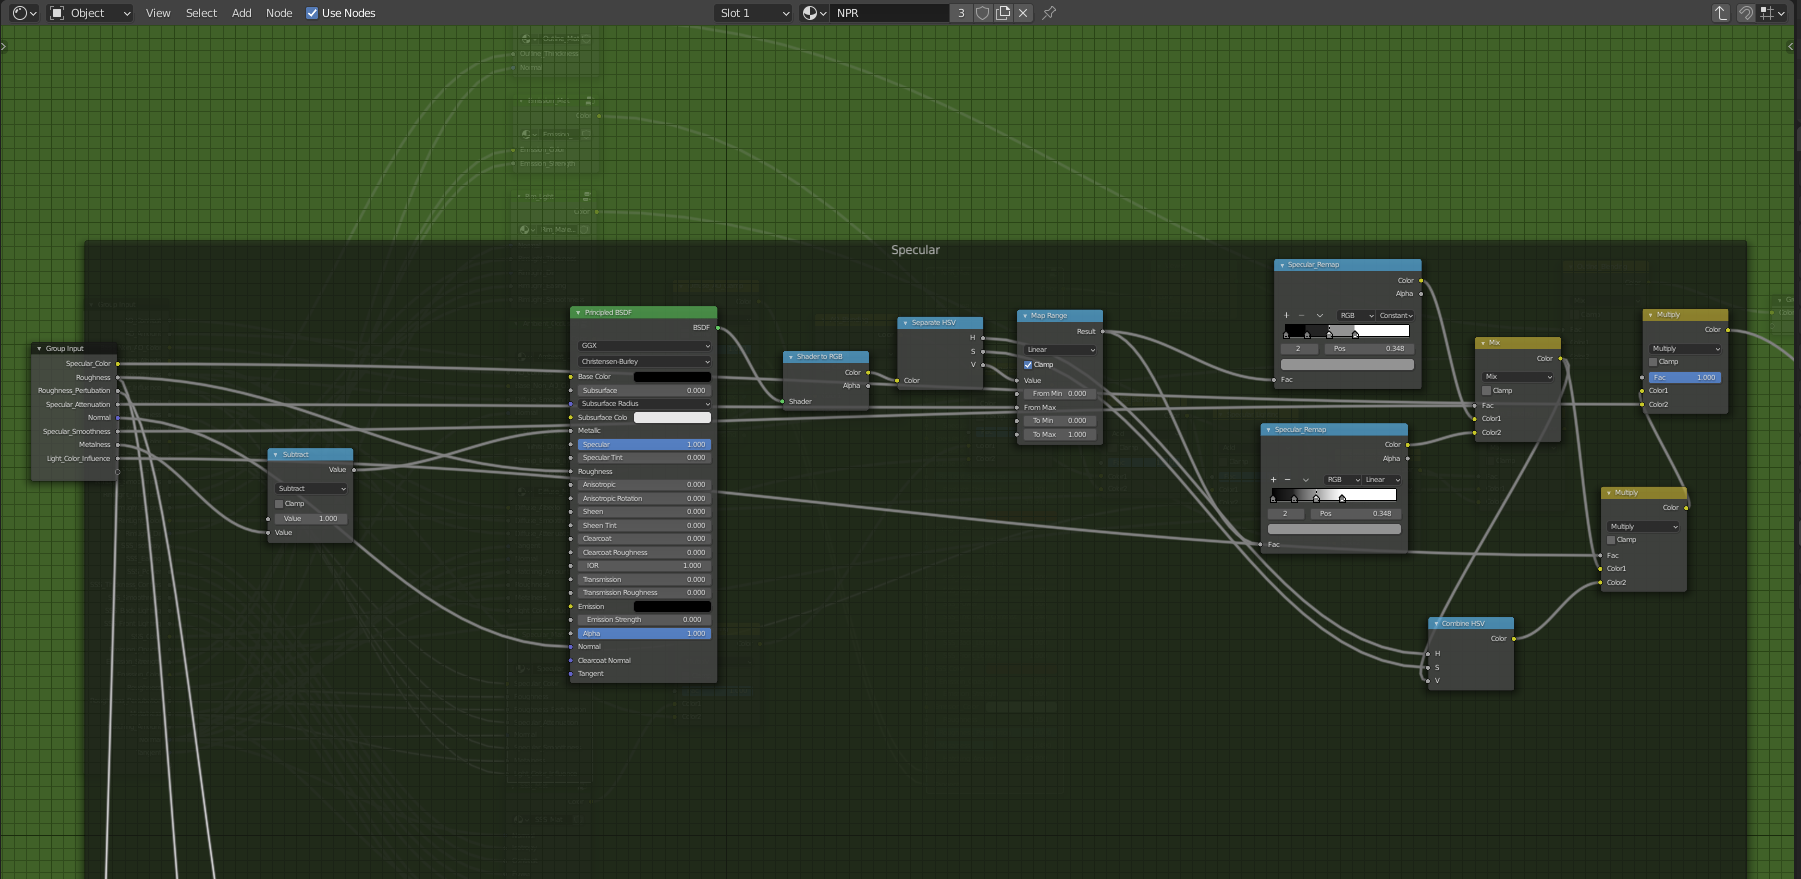 Object View Select Add Node Use Nodes Slot 1 NPR 3
Specular
Group Input
Specular_Color
Roughness
Roughness_Pertubation
Specular_Attenuation
Normal
Specular_Smoothness
Metalness
Light_Color_Influence
Subtract
Value
Subtract
Clamp
Value 1.000
Value
Principled BSDF
BSDF
GGX
Christensen-Burley
Base Color
Subsurface 0.000
Subsurface Radius
Subsurface Colo
Metallic
Specular 1.000
Specular Tint 0.000
Roughness
Anisotropic 0.000
Anisotropic Rotation 0.000
Sheen 0.000
Sheen Tint 0.000
Clearcoat 0.000
Clearcoat Roughness 0.000
IOR 1.000
Transmission 0.000
Transmission Roughness 0.000
Emission
Emission Strength 0.000
Alpha 1.000
Normal
Clearcoat Normal
Tangent
Shader to RGB
Color
Alpha
Shader
Separate HSV
H
S
V
Color
Map Range
Result
Linear
Clamp
Value
From Min 0.000
From Max
To Min 0.000
To Max 1.000
Specular_Remap
Color
Alpha
RGB Constant
2 Pos 0.348
Fac
Specular_Remap
Color
Alpha
RGB Linear
2 Pos 0.348
Fac
Mix
Color
Mix
Clamp
Fac
Color1
Color2
Multiply
Color
Multiply
Clamp
Fac 1.000
Color1
Color2
Multiply
Color
Multiply
Clamp
Fac
Color1
Color2
Combine HSV
Color
H
S
V